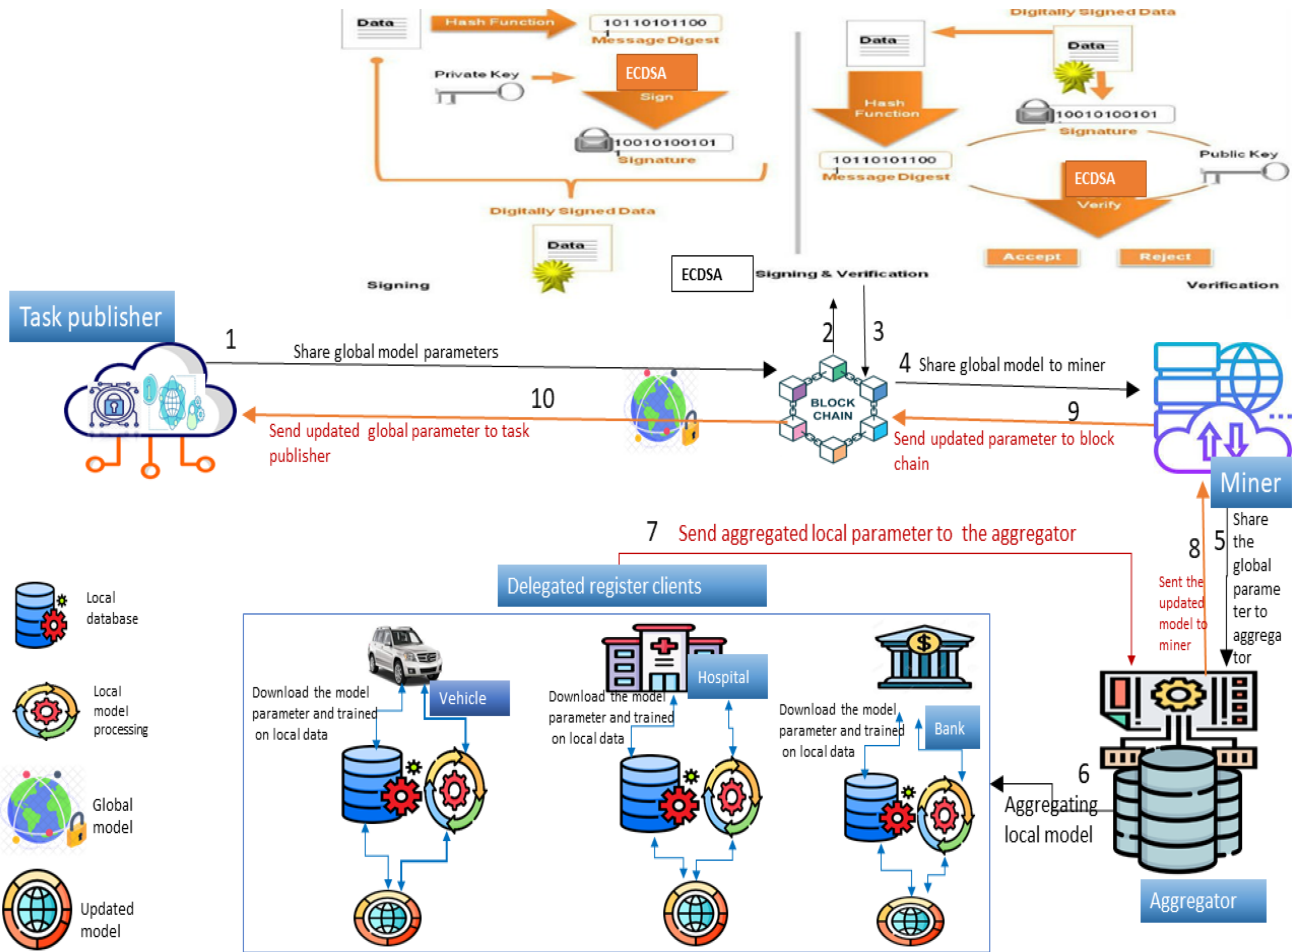 Data
Hash Function
10110101100
1
Message Digest
Private Key
ECDSA
Sign
10010100101
1
Signature
Digitally Signed Data
Data
Signing
Digitally Signed Data
Data
Data
Hash
Function
10010100101
Signature
10110101100
1
Message Digest
Public Key
ECDSA
Verify
Accept
Reject
ECDSA
Signing & Verification
Verification
Task publisher
1
Share global model parameters
2
3
4
Share global model to miner
BLOCK
CHAIN
10
Send updated global parameter to task
publisher
9
Send updated parameter to block
chain
Miner
7
Send aggregated local parameter to the aggregator
8
Sent the
updated
model to
miner
5
Share
the
global
parame
ter to
aggrega
tor
Delegated register clients
Local
database
Local
model
processing
Global
model
Updated
model
Vehicle
Download the model
parameter and trained
on local data
Hospital
Download the model
parameter and trained
on local data
$
Bank
Download the model
parameter and trained
on local data
6
Aggregating
local model
Aggregator